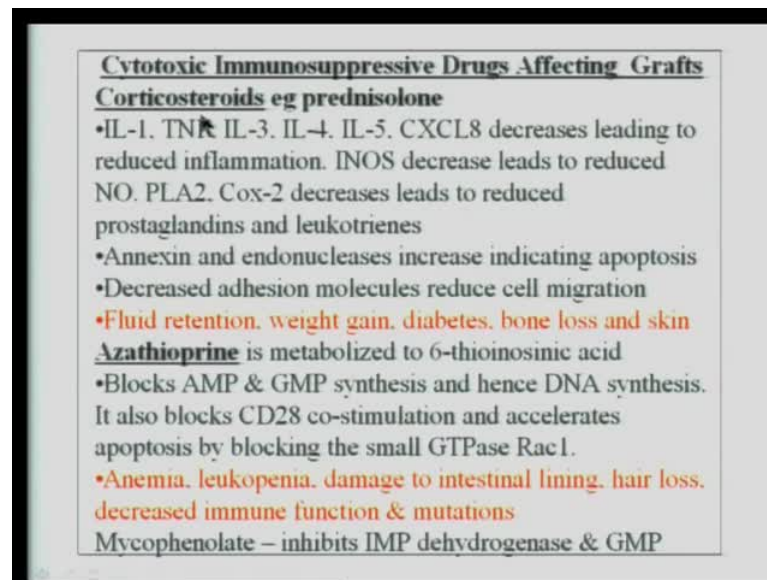 Cytotoxic Immunosuppressive Drugs Affecting Grafts
Corticosteroids eg prednisolone
•IL-1, TNF, IL-3, IL-4, IL-5, CXCL8 decreases leading to
reduced inflammation. INOS decrease leads to reduced
NO. PLA2, Cox-2 decreases leads to reduced
prostaglandins and leukotrienes
•Annexin and endonucleases increase indicating apoptosis
•Decreased adhesion molecules reduce cell migration
•Fluid retention, weight gain, diabetes, bone loss and skin
Azathioprine is metabolized to 6-thioinosinic acid
•Blocks AMP & GMP synthesis and hence DNA synthesis.
It also blocks CD28 co-stimulation and accelerates
apoptosis by blocking the small GTPase Rac1.
•Anemia, leukopenia, damage to intestinal lining, hair loss,
decreased immune function & mutations
Mycophenolate – inhibits IMP dehydrogenase & GMP